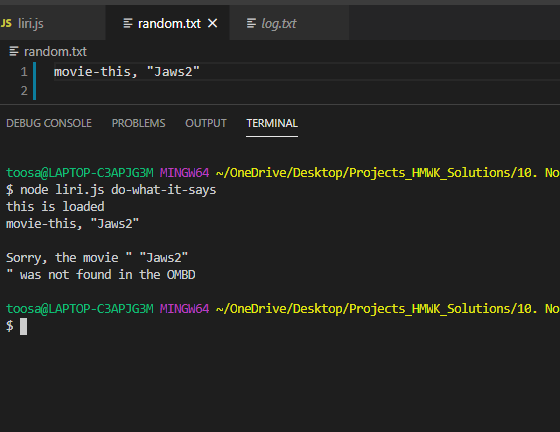 JS liri.js random.txt × log.txt
random.txt
1 movie-this, "Jaws2"
2
DEBUG CONSOLE PROBLEMS OUTPUT TERMINAL
toosa@LAPTOP-C3APJG3M MINGW64 ~/OneDrive/Desktop/Projects_HMWK_Solutions/10. No
$ node liri.js do-what-it-says
this is loaded
movie-this, "Jaws2"
Sorry, the movie " "Jaws2"
" was not found in the OMBD
toosa@LAPTOP-C3APJG3M MINGW64 ~/OneDrive/Desktop/Projects_HMWK_Solutions/10. No
$